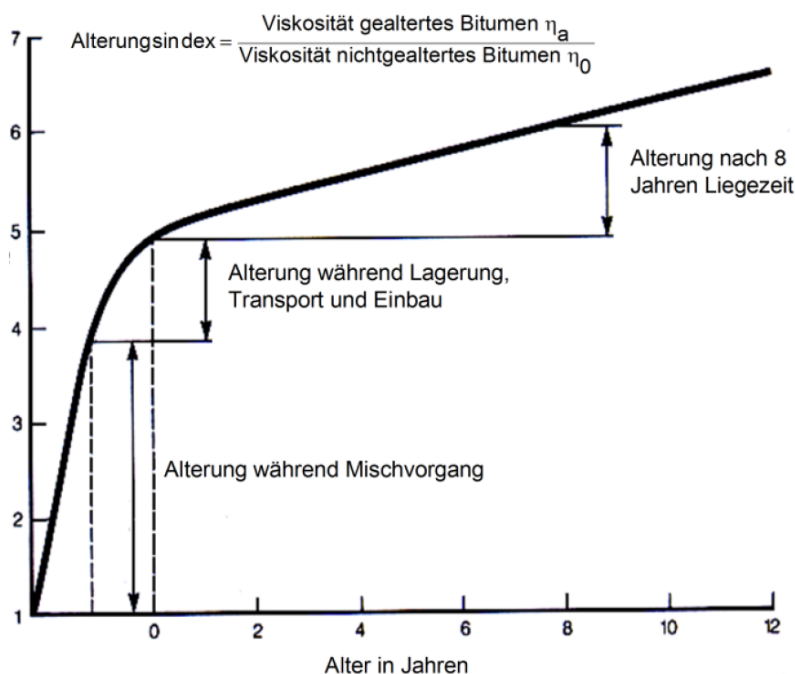 7
Viskosität gealtertes Bitumen ηa
Alterungsindex = 
Viskosität nichtgealtertes Bitumen η0
6
Alterung nach 8
Jahren Liegezeit
5
Alterung während Lagerung,
Transport und Einbau
4
3
Alterung während Mischvorgang
2
1
0 2 4 6 8 10 12
Alter in Jahren